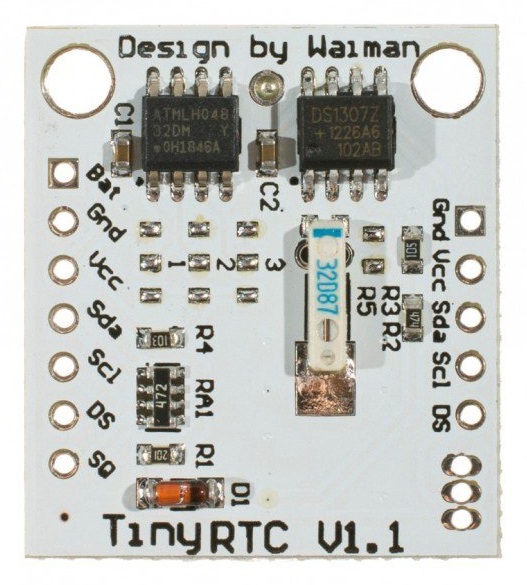 Design by Waiman
C1
ATMLH048
32DM Y
0H1846A
DS1307Z
+1226A6
102AB
C2
Bat
Gnd
Vcc
Sda
Scl
DS
SQ
1
2
3
32D87
R5
R3
R2
105
474
Gnd
Vcc
Sda
Scl
DS
R4
103
RA1
472
R1
102
D1
TinyRTC V1.1